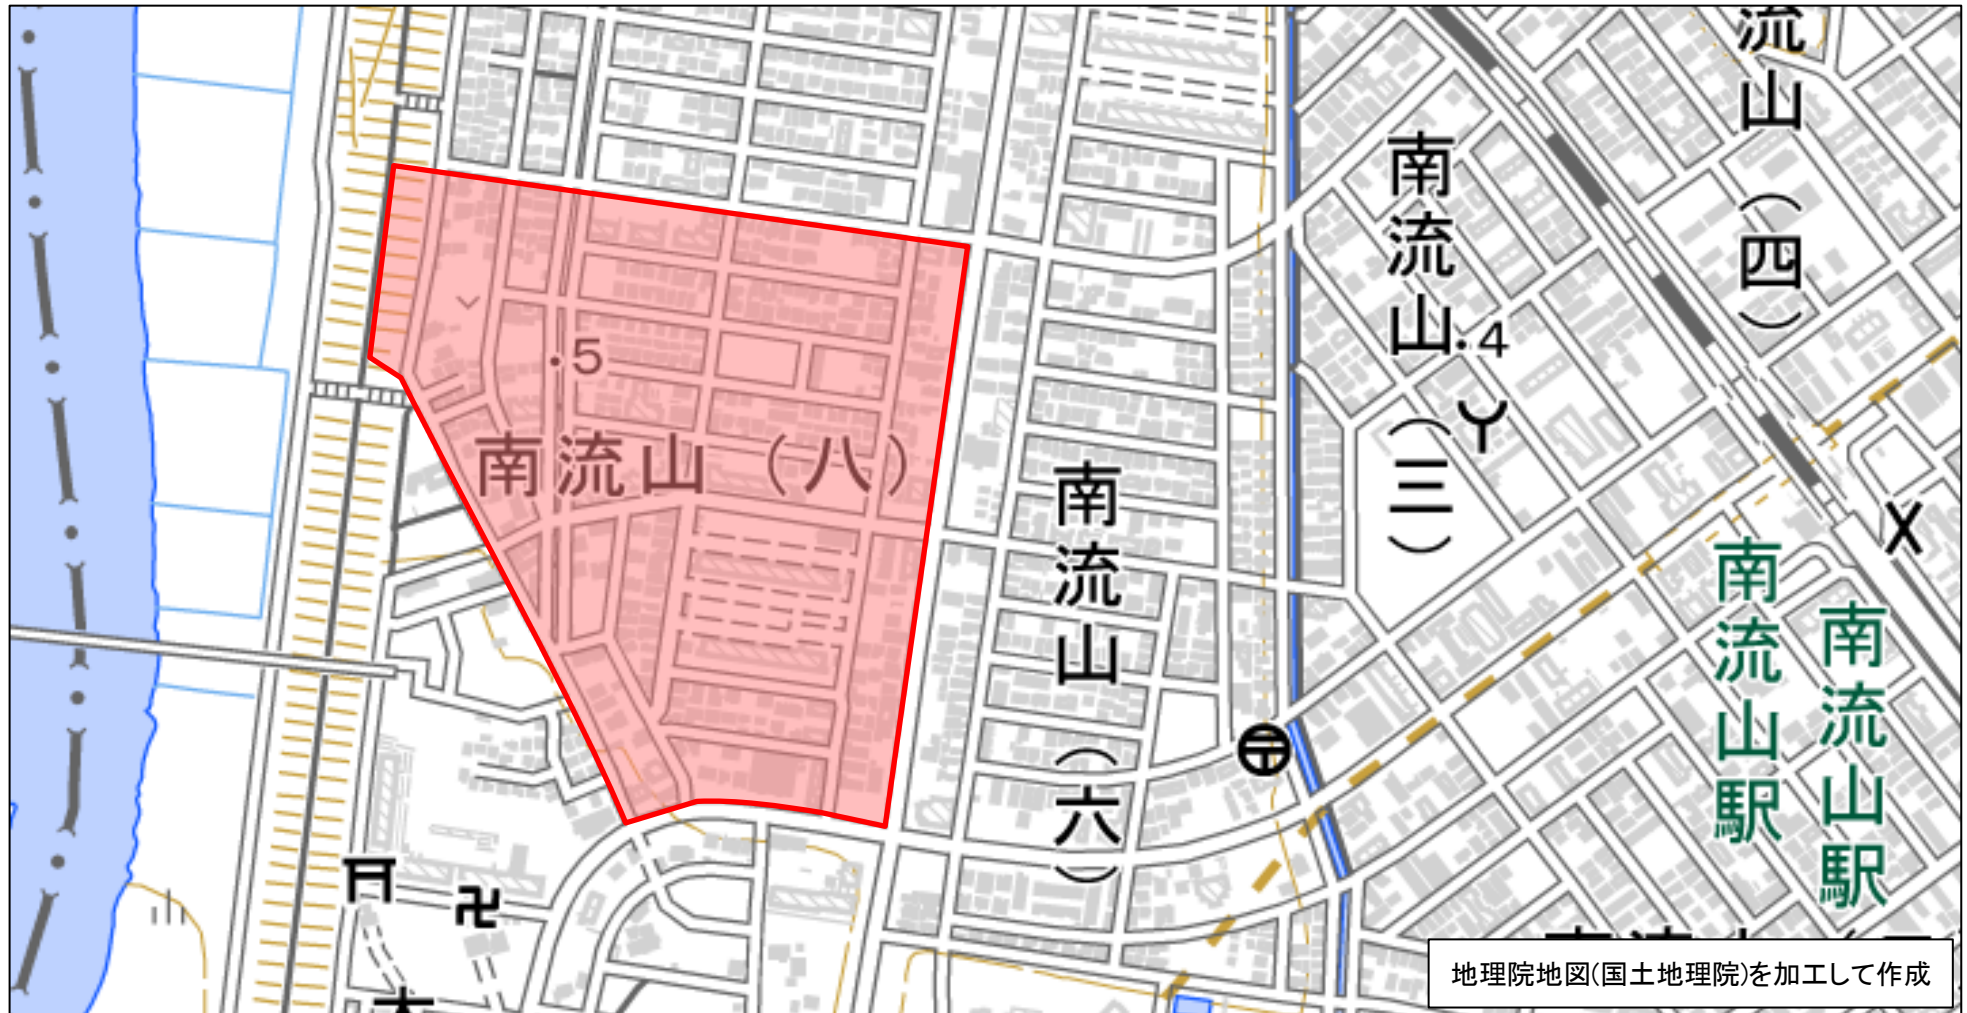 流山（四）
南流山（三）
・4
・5
南流山（八）
南流山（六）
南流山駅
南流山駅
地理院地図(国土地理院)を加工して作成